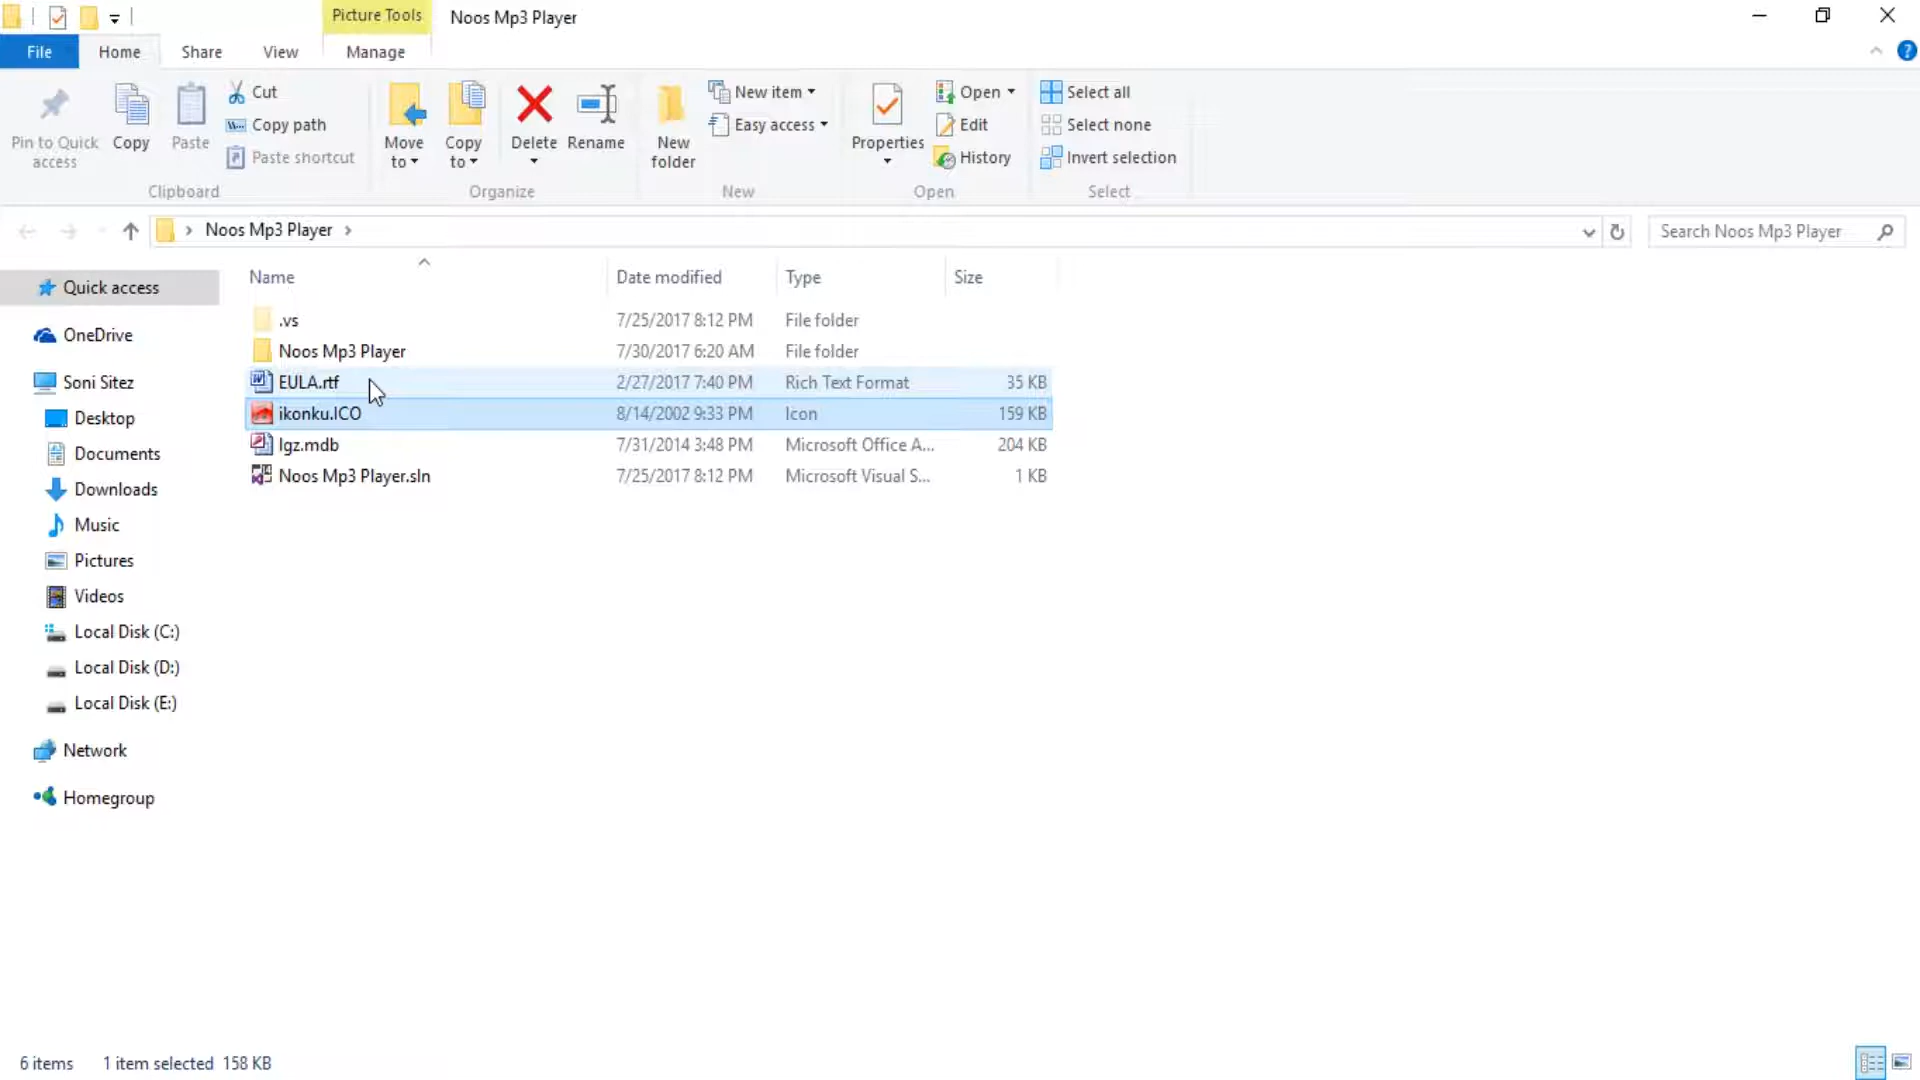 Picture Tools
Noos Mp3 Player
File
Home
Share
View
Manage
Pin to Quick access
Copy
Paste
Cut
Copy path
Paste shortcut
Clipboard
Move to
Copy to
Delete
Rename
Organize
New folder
New item
Easy access
New
Properties
Open
Edit
History
Open
Select all
Select none
Invert selection
Select
Noos Mp3 Player
Search Noos Mp3 Player
Name Date modified Type Size
.vs 7/25/2017 8:12 PM File folder
Noos Mp3 Player 7/30/2017 6:20 AM File folder
EULA.rtf 2/27/2017 7:40 PM Rich Text Format 35 KB
ikonku.ICO 8/14/2002 9:33 PM Icon 159 KB
lgz.mdb 7/31/2014 3:48 PM Microsoft Office A... 204 KB
Noos Mp3 Player.sln 7/25/2017 8:12 PM Microsoft Visual S... 1 KB
Quick access
OneDrive
Soni Sitez
Desktop
Documents
Downloads
Music
Pictures
Videos
Local Disk (C:)
Local Disk (D:)
Local Disk (E:)
Network
Homegroup
6 items 1 item selected 158 KB